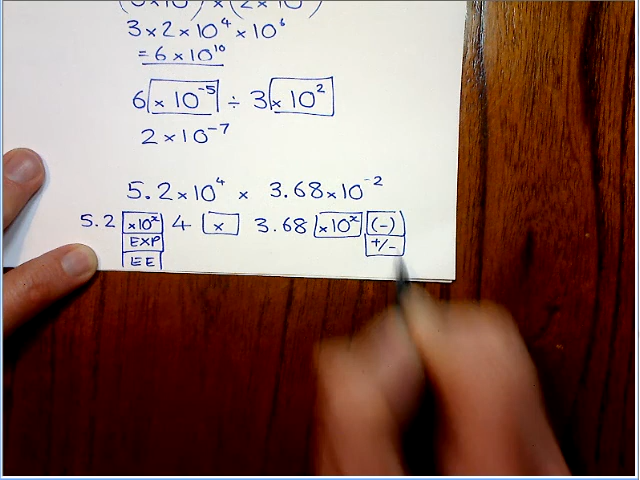 3 × 2 × 10⁴ × 10⁶
= 6 × 10¹⁰
6 × 10⁻⁵ ÷ 3 × 10²
2 × 10⁻⁷
5.2 × 10⁴ × 3.68 × 10⁻²
5.2 ×10ˣ 4 × 3.68 ×10ˣ (-)
EXP +/-
EE